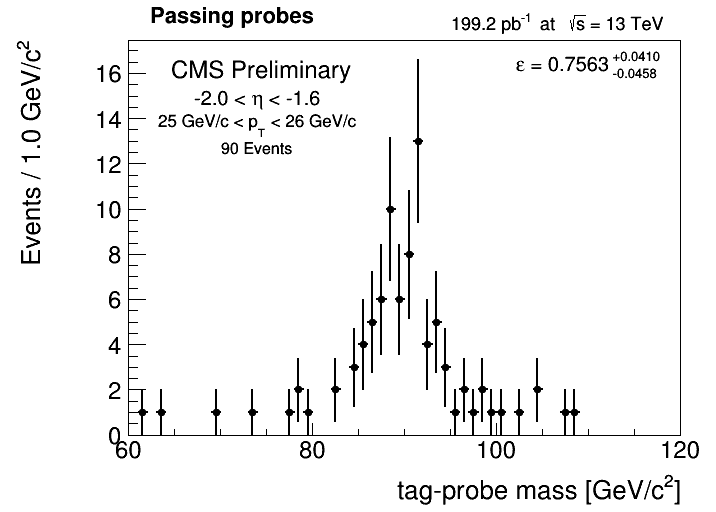 Passing probes
199.2 pb⁻¹ at √s = 13 TeV
CMS Preliminary
ε = 0.7563 +0.0410 -0.0458
-2.0 < η < -1.6
25 GeV/c < p_T < 26 GeV/c
90 Events
Events / 1.0 GeV/c²
16
14
12
10
8
6
4
2
0
60 80 100 120
tag-probe mass [GeV/c²]